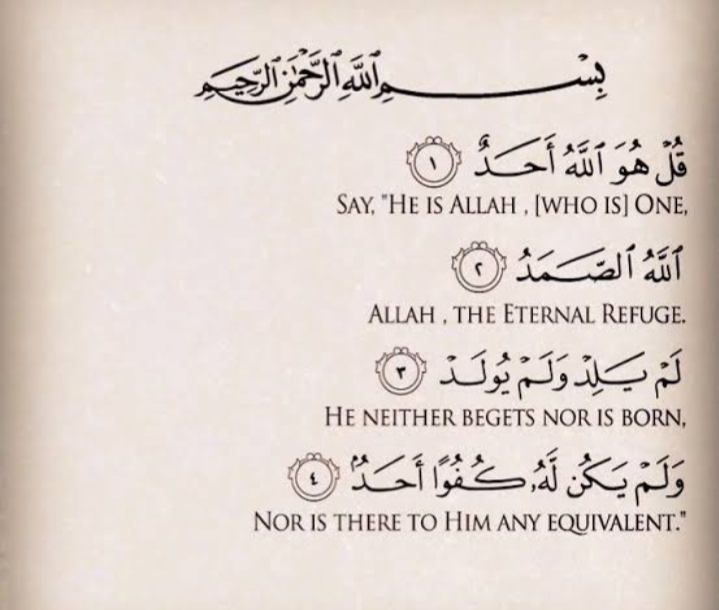 بِسْمِ ٱللَّهِ ٱلرَّحْمَٰنِ ٱلرَّحِيمِ
قُلْ هُوَ ٱللَّهُ أَحَدٌ ١
SAY, "HE IS ALLAH , [WHO IS] ONE,
ٱللَّهُ ٱلصَّمَدُ ٢
ALLAH , THE ETERNAL REFUGE.
لَمْ يَلِدْ وَلَمْ يُولَدْ ٣
HE NEITHER BEGETS NOR IS BORN,
وَلَمْ يَكُن لَّهُۥ كُفُوًا أَحَدٌۢ ٤
NOR IS THERE TO HIM ANY EQUIVALENT."